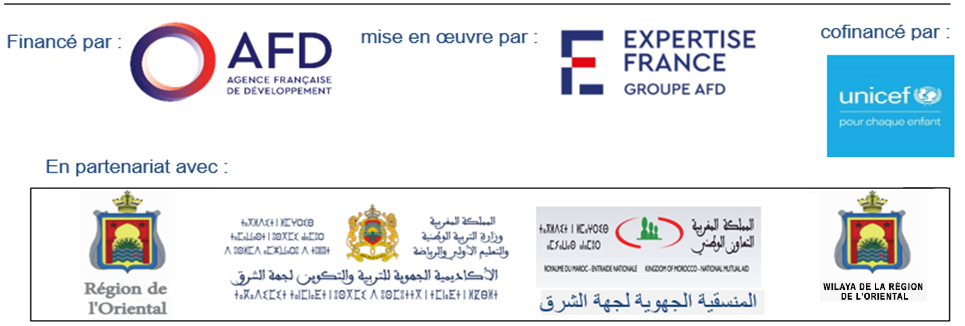 Financé par :
AFD
AGENCE FRANÇAISE
DE DÉVELOPPEMENT
mise en œuvre par :
EXPERTISE
FRANCE
GROUPE AFD
cofinancé par :
unicef
pour chaque enfant
En partenariat avec :
Région de
l'Oriental
المملكة المغربية
وزارة التربية الوطنية
والتعليم الأولي والرياضة
الأكاديمية الجهوية للتربية والتكوين لجهة الشرق
المملكة المغربية
التعاون الوطني
ROYAUME DU MAROC - ENTRAIDE NATIONALE KINGDOM OF MOROCCO - NATIONAL MUTUAL AID
المنسقية الجهوية لجهة الشرق
WILAYA DE LA RÉGION
DE L'ORIENTAL